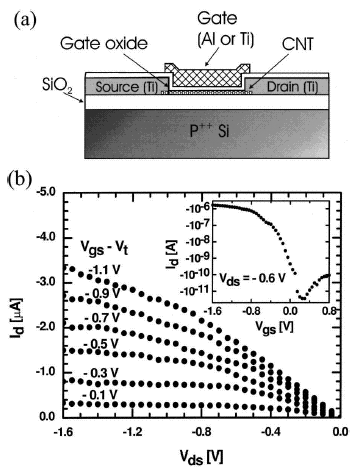 (a)
Gate
(Al or Ti)
Gate oxide
CNT
SiO2
Source (Ti)
Drain (Ti)
P++ Si
(b)
-5.0
-4.0
-3.0
-2.0
-1.0
0.0
Id [μA]
Vgs - Vt
- 1.1 V
- 0.9 V
- 0.7 V
- 0.5 V
- 0.3 V
- 0.1 V
-1.6
-1.2
-0.8
-0.4
0.0
Vds [V]
-10-6
-10-7
-10-8
-10-9
-10-10
-10-11
Id [A]
Vds = - 0.6 V
-1.6
-0.8
0.0
0.8
Vgs [V]